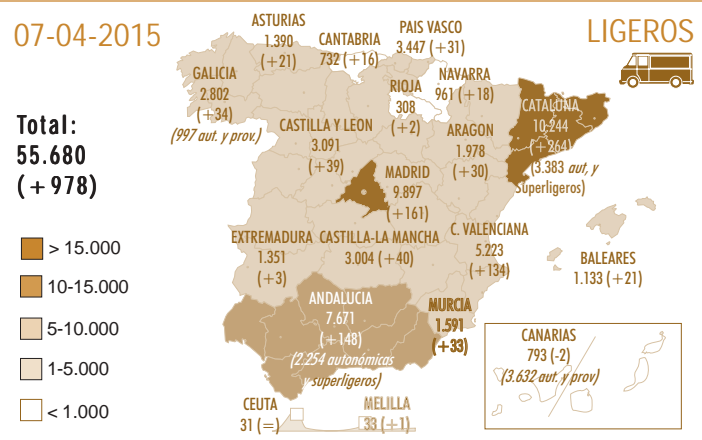 07-04-2015
LIGEROS
Total:
55.680
(+978)
ASTURIAS
1.390
(+21)
CANTABRIA
732 (+16)
PAIS VASCO
3.447 (+31)
GALICIA
2.802
(+34)
(997 aut. y prov.)
RIOJA
308
(+2)
NAVARRA
961 (+18)
CATALUÑA
10.244
(+264)
(3.383 aut, y
Superligeros)
CASTILLA Y LEON
3.091
(+39)
ARAGON
1.978
(+30)
MADRID
9.897
(+161)
EXTREMADURA
1.351
(+3)
CASTILLA-LA MANCHA
3.004 (+40)
C. VALENCIANA
5.223
(+134)
BALEARES
1.133 (+21)
ANDALUCIA
7.671
(+148)
(2.254 autonómicas
y superligeros)
MURCIA
1.591
(+33)
CANARIAS
793 (-2)
(3.632 aut. y prov)
CEUTA
31 (=)
MELILLA
33 (+1)
> 15.000
10-15.000
5-10.000
1-5.000
< 1.000